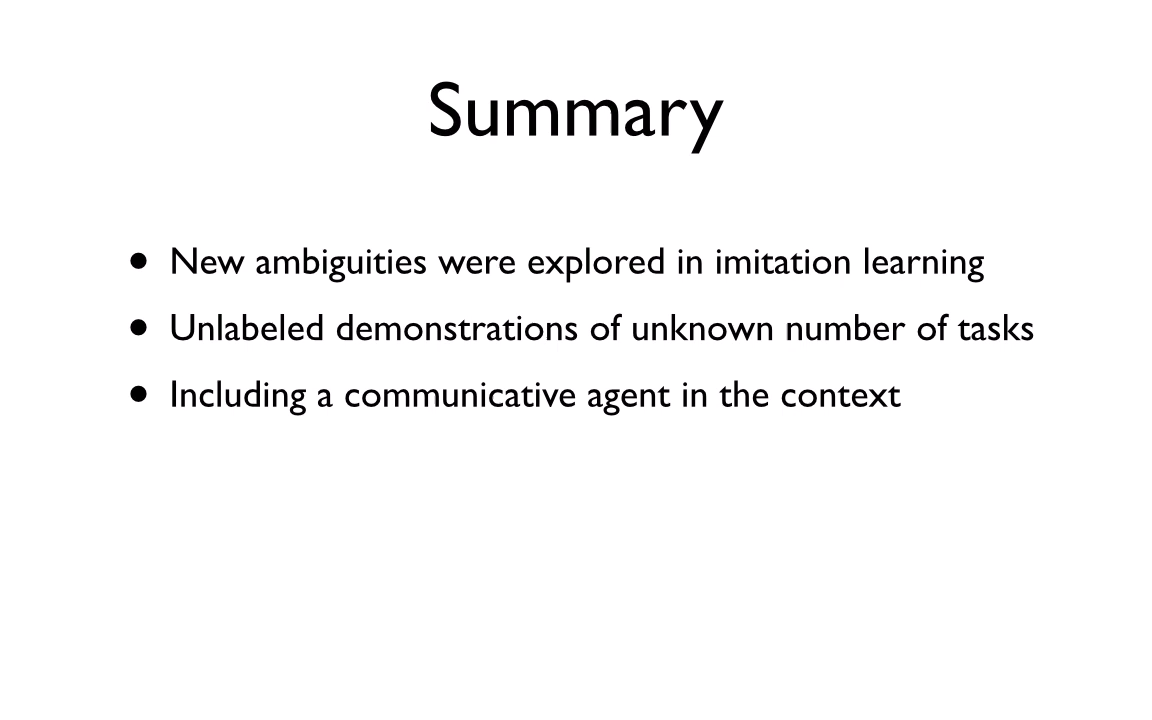 Summary
• New ambiguities were explored in imitation learning
• Unlabeled demonstrations of unknown number of tasks
• Including a communicative agent in the context